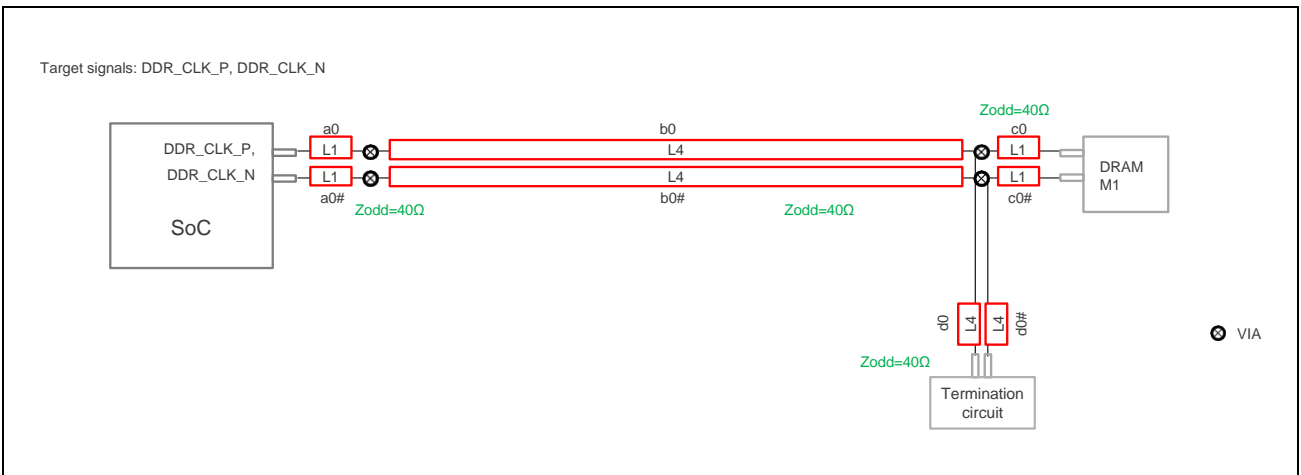 Target signals: DDR_CLK_P, DDR_CLK_N
Zodd=40Ω
a0
b0
c0
DDR_CLK_P,
L1
L4
L1
DRAM
M1
DDR_CLK_N
L1
L4
L1
a0#
b0#
c0#
Zodd=40Ω
Zodd=40Ω
SoC
d0
L4
L4
d0#
VIA
Zodd=40Ω
Termination
circuit